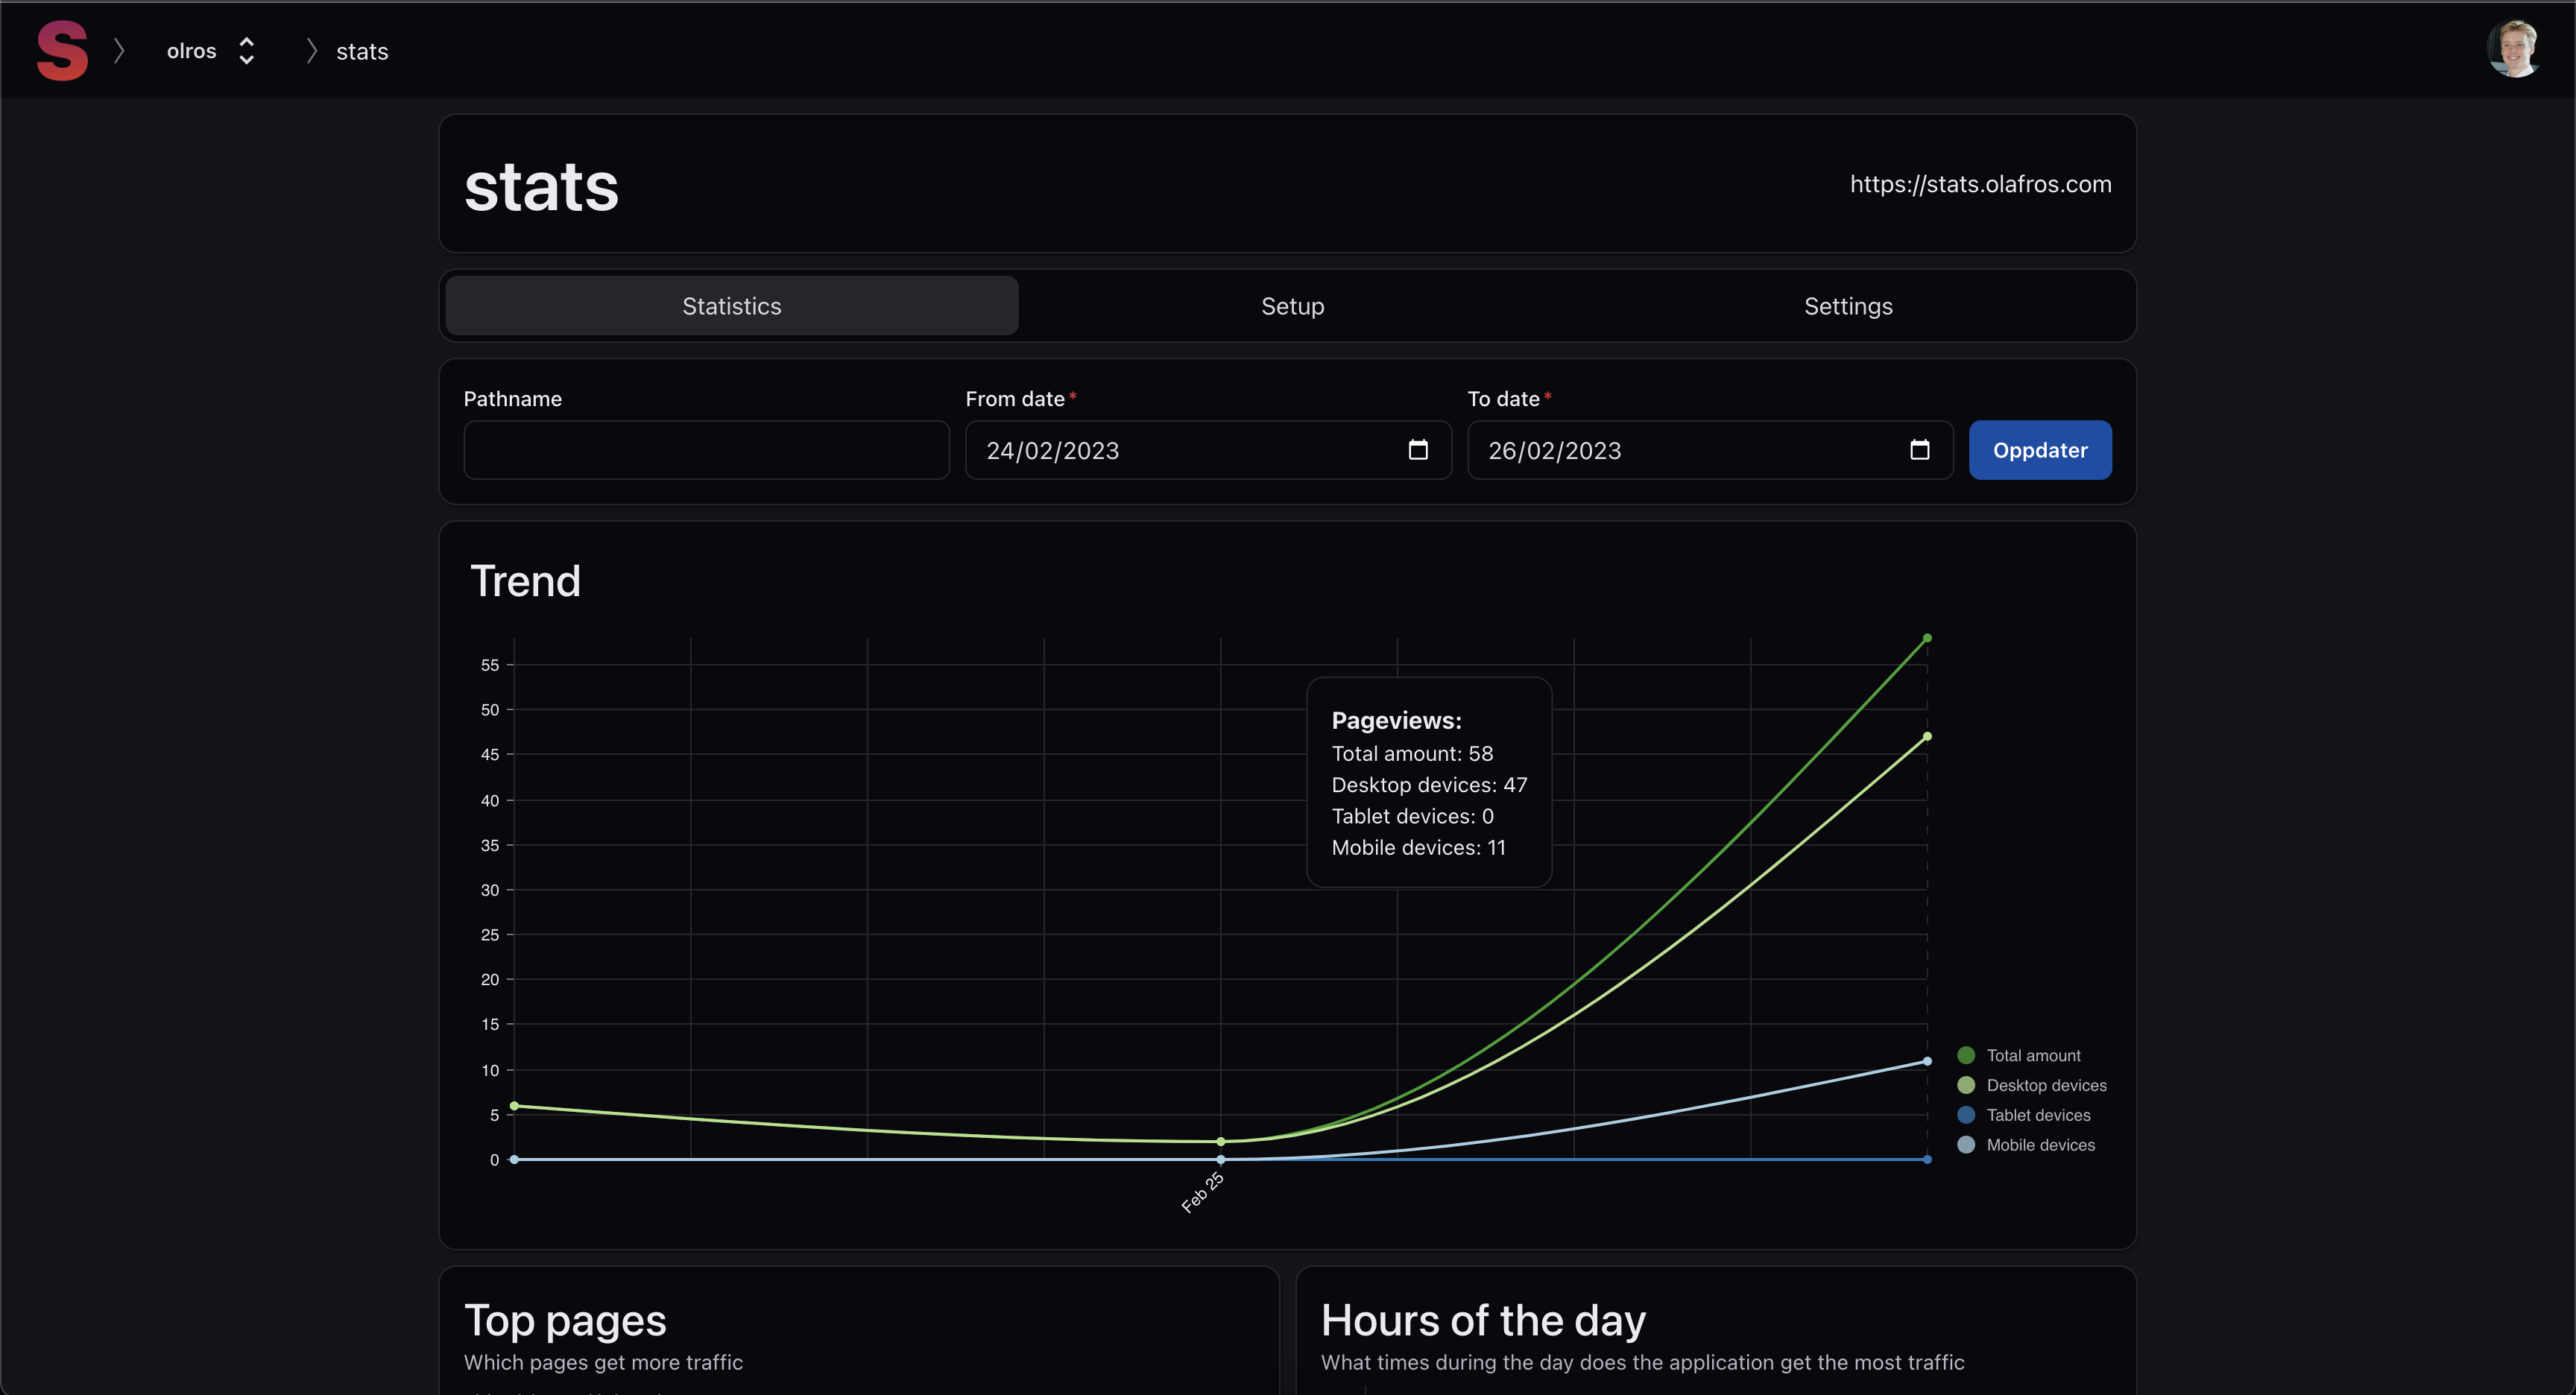 S
olros
stats
stats
https://stats.olafros.com
Statistics
Setup
Settings
Pathname
From date*
To date*
24/02/2023
26/02/2023
Oppdater
Trend
55
50
45
40
35
30
25
20
15
10
5
0
Pageviews:
Total amount: 58
Desktop devices: 47
Tablet devices: 0
Mobile devices: 11
Total amount
Desktop devices
Tablet devices
Mobile devices
Feb 25
Top pages
Which pages get more traffic
Hours of the day
What times during the day does the application get the most traffic